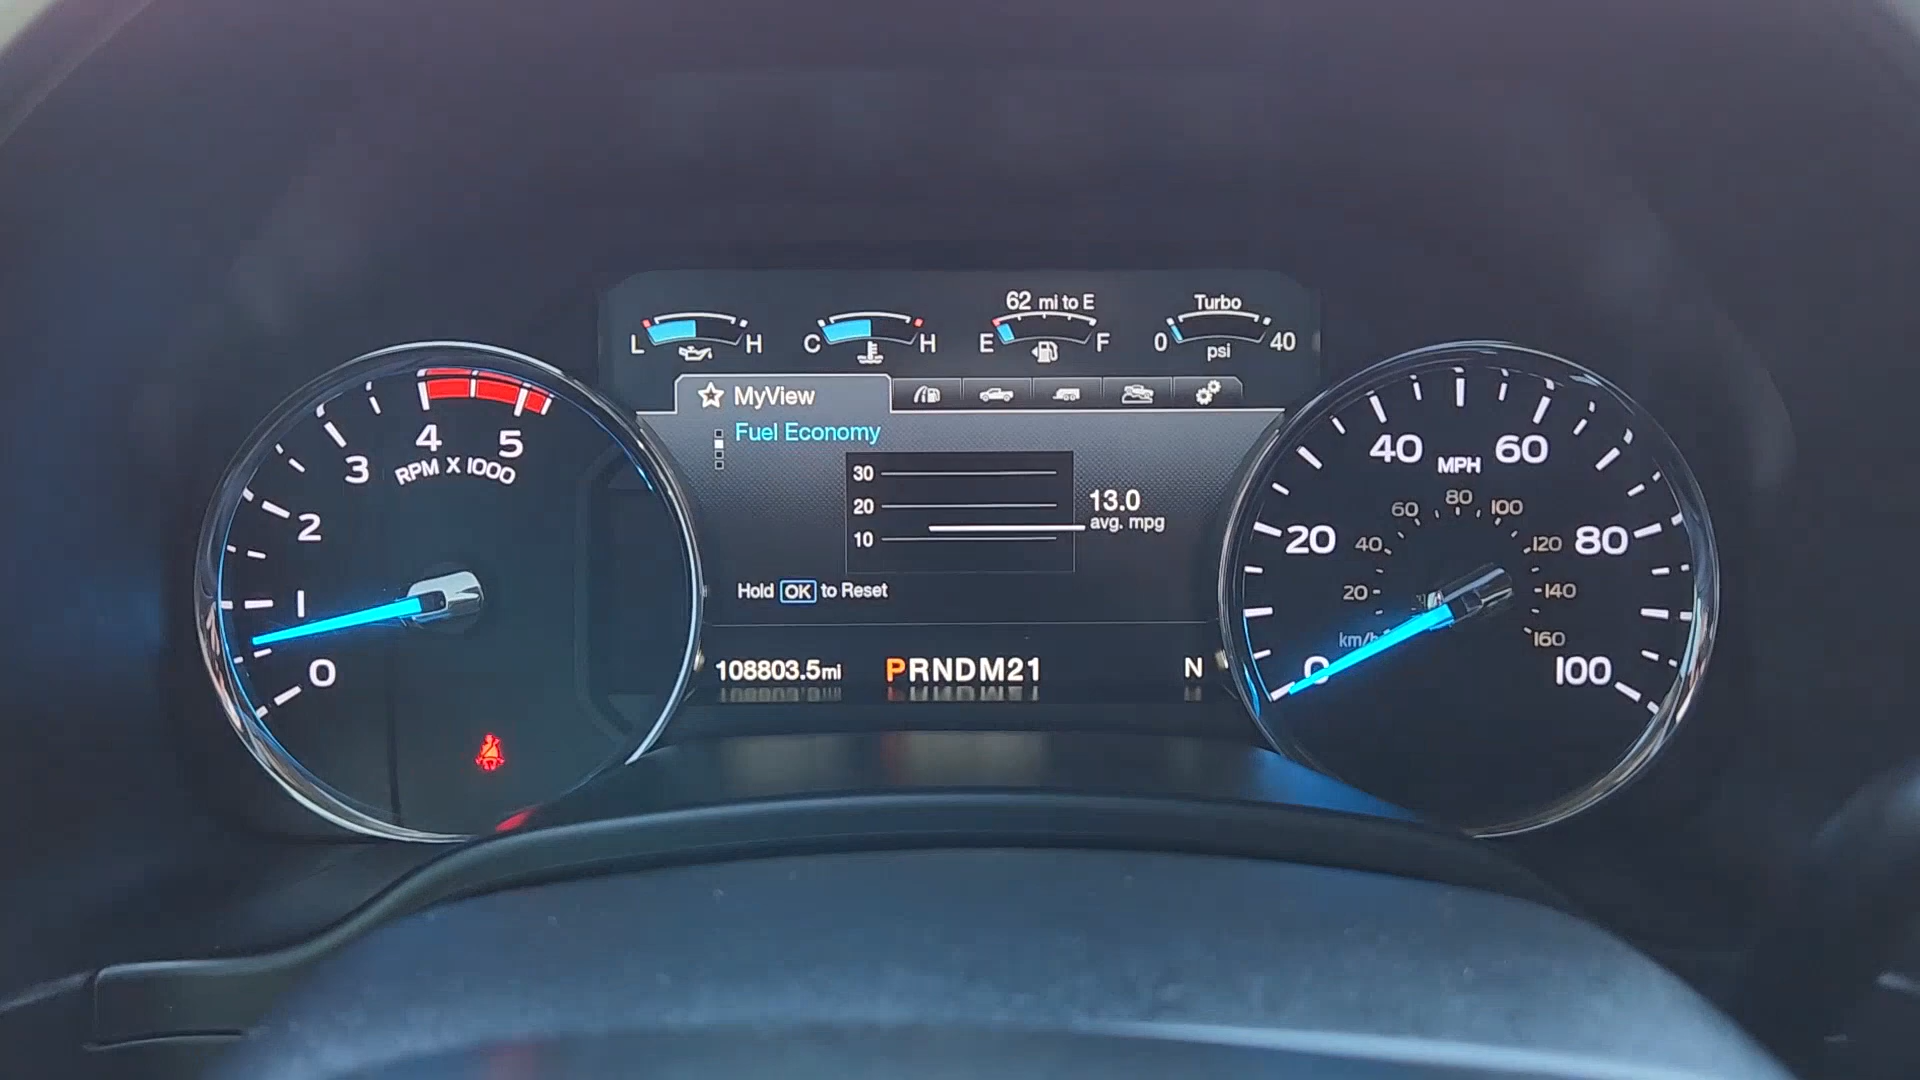 62 mi to E
Turbo
L H
C H
E F
0 40
psi
MyView
Fuel Economy
30
20
10
13.0
avg. mpg
Hold OK to Reset
108803.5mi
PRNDM21
N
0
1
2
3
4
5
RPM X 1000
0
20
40
60
80
100
MPH
20
40
60
80
100
120
140
160
km/h